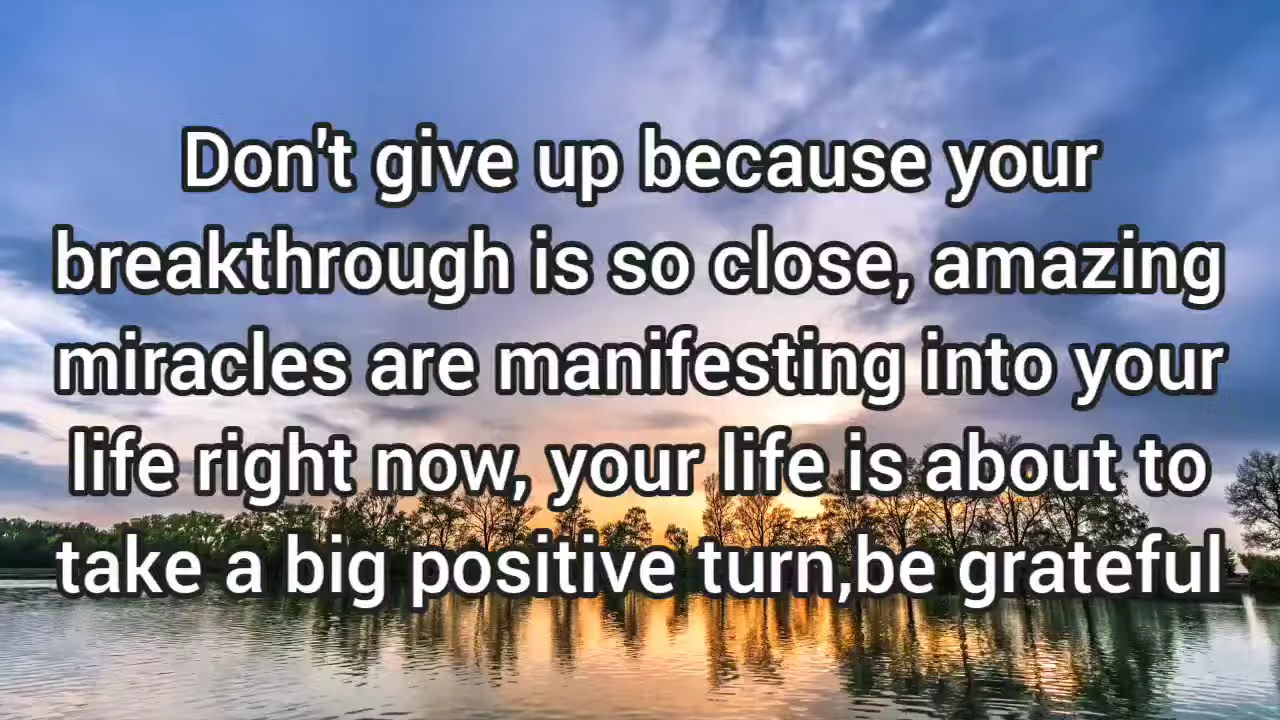 Don't give up because your
breakthrough is so close, amazing
miracles are manifesting into your
life right now, your life is about to
take a big positive turn,be grateful